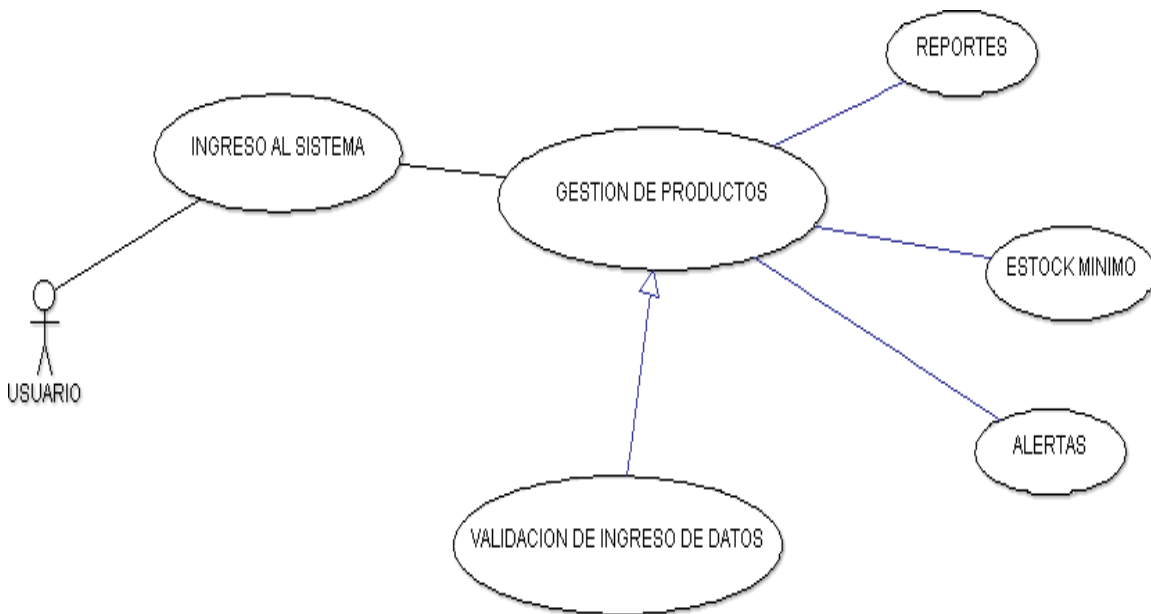 REPORTES
INGRESO AL SISTEMA
GESTION DE PRODUCTOS
ESTOCK MINIMO
USUARIO
ALERTAS
VALIDACION DE INGRESO DE DATOS